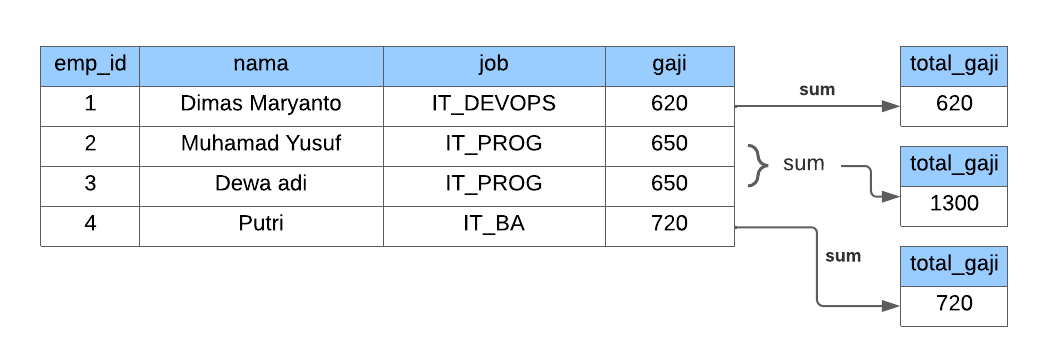 emp_id nama job gaji
1 Dimas Maryanto IT_DEVOPS 620
2 Muhamad Yusuf IT_PROG 650
3 Dewa adi IT_PROG 650
4 Putri IT_BA 720
sum
total_gaji
620
sum
total_gaji
1300
sum
total_gaji
720